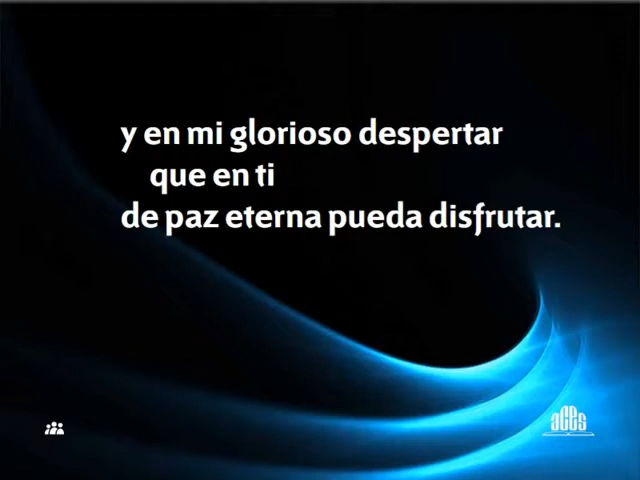 y en mi glorioso despertar
que en ti
de paz eterna pueda disfrutar.
aces